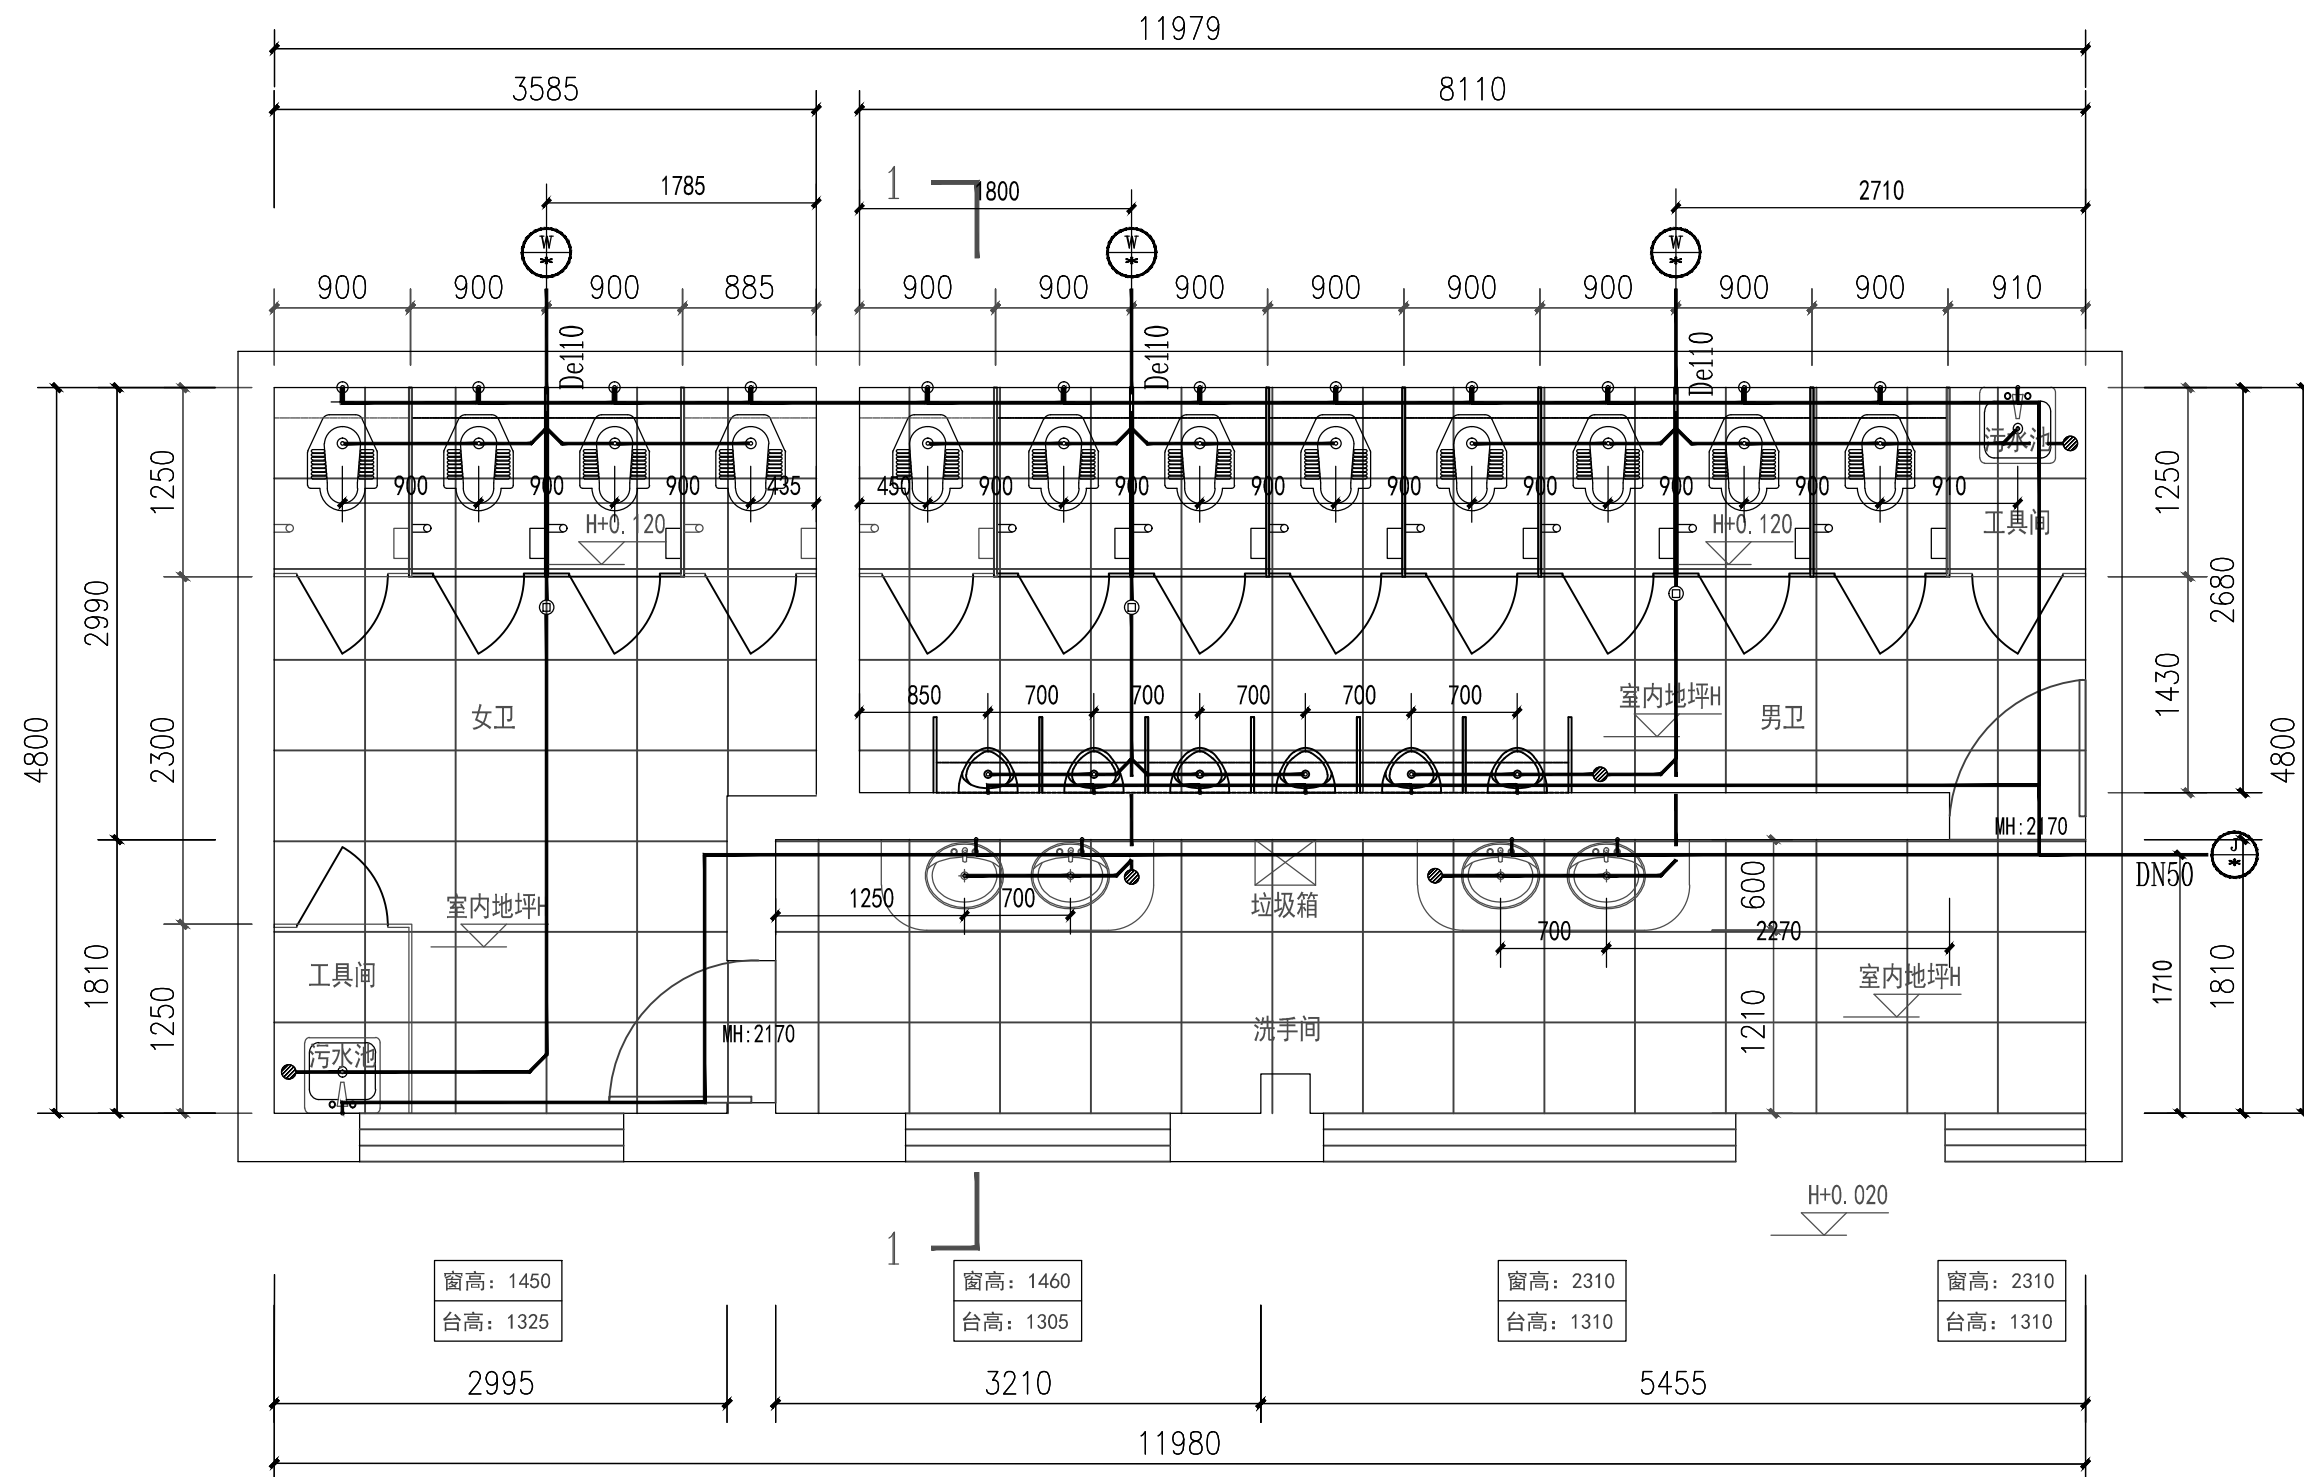 11979
3585
8110
1785
1
1800
2710
W
*
W
*
W
*
900
900
900
885
900
900
900
900
900
900
900
900
910
De110
De110
De110
污水池
900
900
900
435
450
900
900
900
900
900
900
900
910
H+0.120
H+0.120
工具间
1250
2990
2300
4800
1250
2680
1430
4800
850
700
700
700
700
700
室内地坪H
女卫
男卫
MH:2170
J
*
DN50
1250
700
垃圾箱
600
室内地坪H
700
2270
1810
工具间
室内地坪H
1710
1810
1250
洗手间
1210
MH:2170
污水池
H+0.020
1
窗高: 1450
台高: 1325
窗高: 1460
台高: 1305
窗高: 2310
台高: 1310
窗高: 2310
台高: 1310
2995
3210
5455
11980